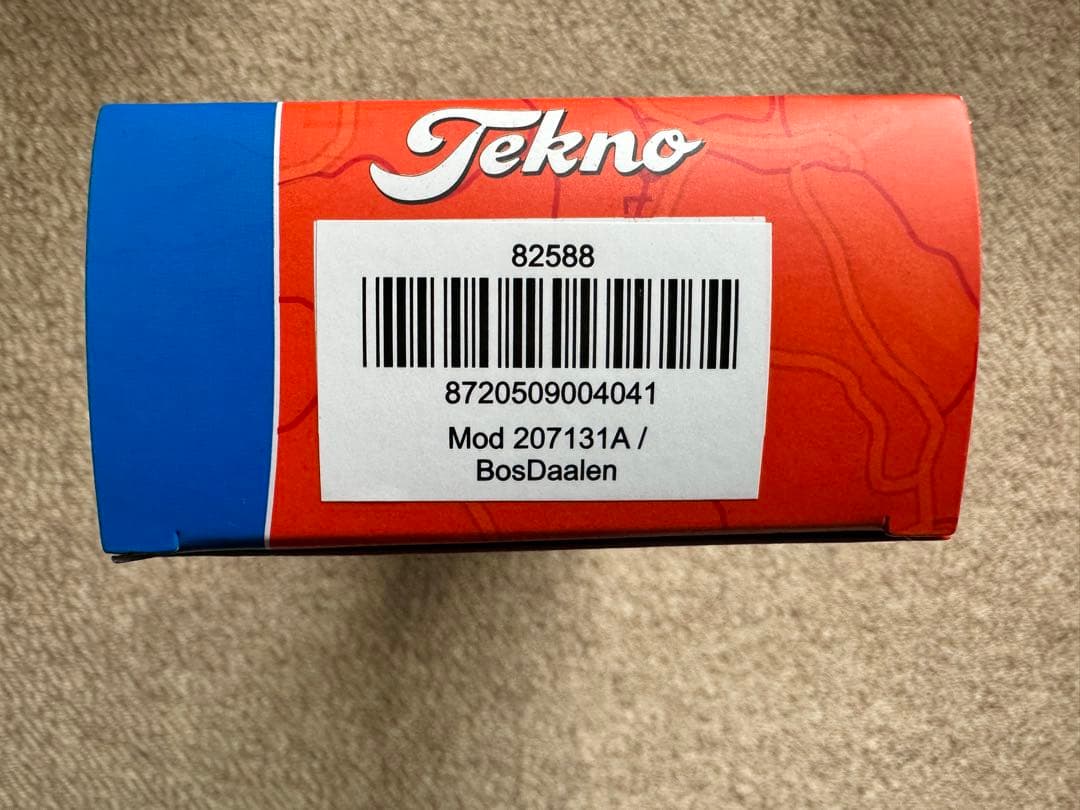 Tekno
82588
8720509004041
Mod 207131A /
BosDaalen